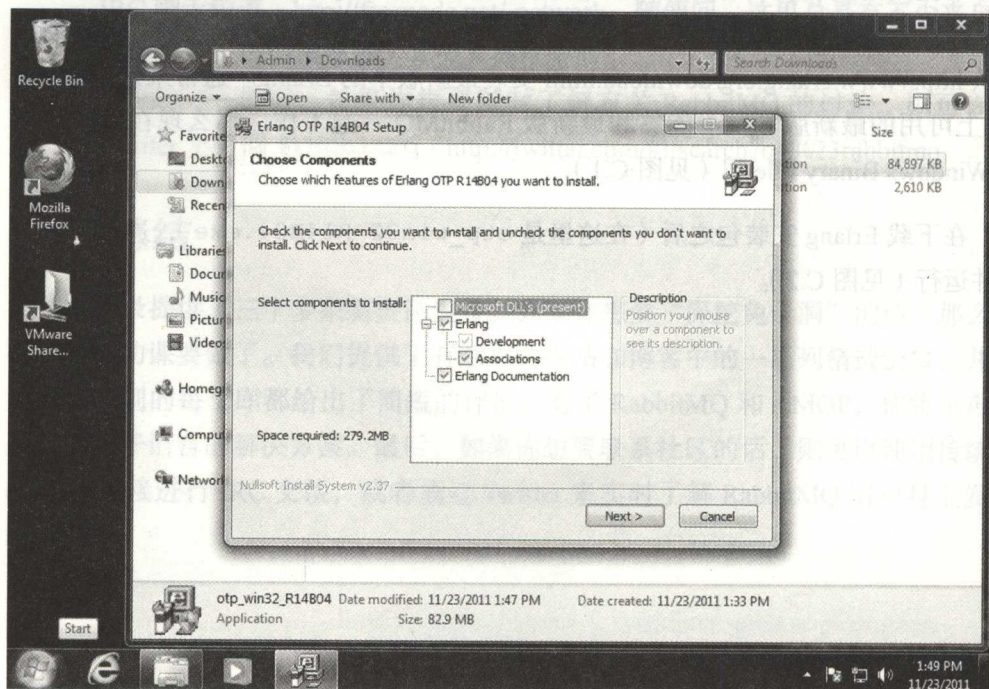 Recycle Bin
Mozilla
Firefox
VMware
Share...
Start
Admin
Downloads
Search Downloads
Organize
Open
Share with
New folder
Size
84,897 KB
2,610 KB
Favorite
Deskt
Down
Recen
Librarie
Docur
Music
Pictur
Videos
Homeg
Comput
Network
tion
tion
Erlang OTP R14B04 Setup
Choose Components
Choose which features of Erlang OTP R14B04 you want to install.
Check the components you want to install and uncheck the components you don't want to
install. Click Next to continue.
Select components to install:
Microsoft DLL's (present)
Erlang
Development
Associations
Erlang Documentation
Description
Position your mouse
over a component to
see its description.
Space required: 279.2MB
Nullsoft Install System v2.37
Next >
Cancel
otp_win32_R14B04 Date modified: 11/23/2011 1:47 PM Date created: 11/23/2011 1:33 PM
Application Size: 82.9 MB
1:49 PM
11/23/2011